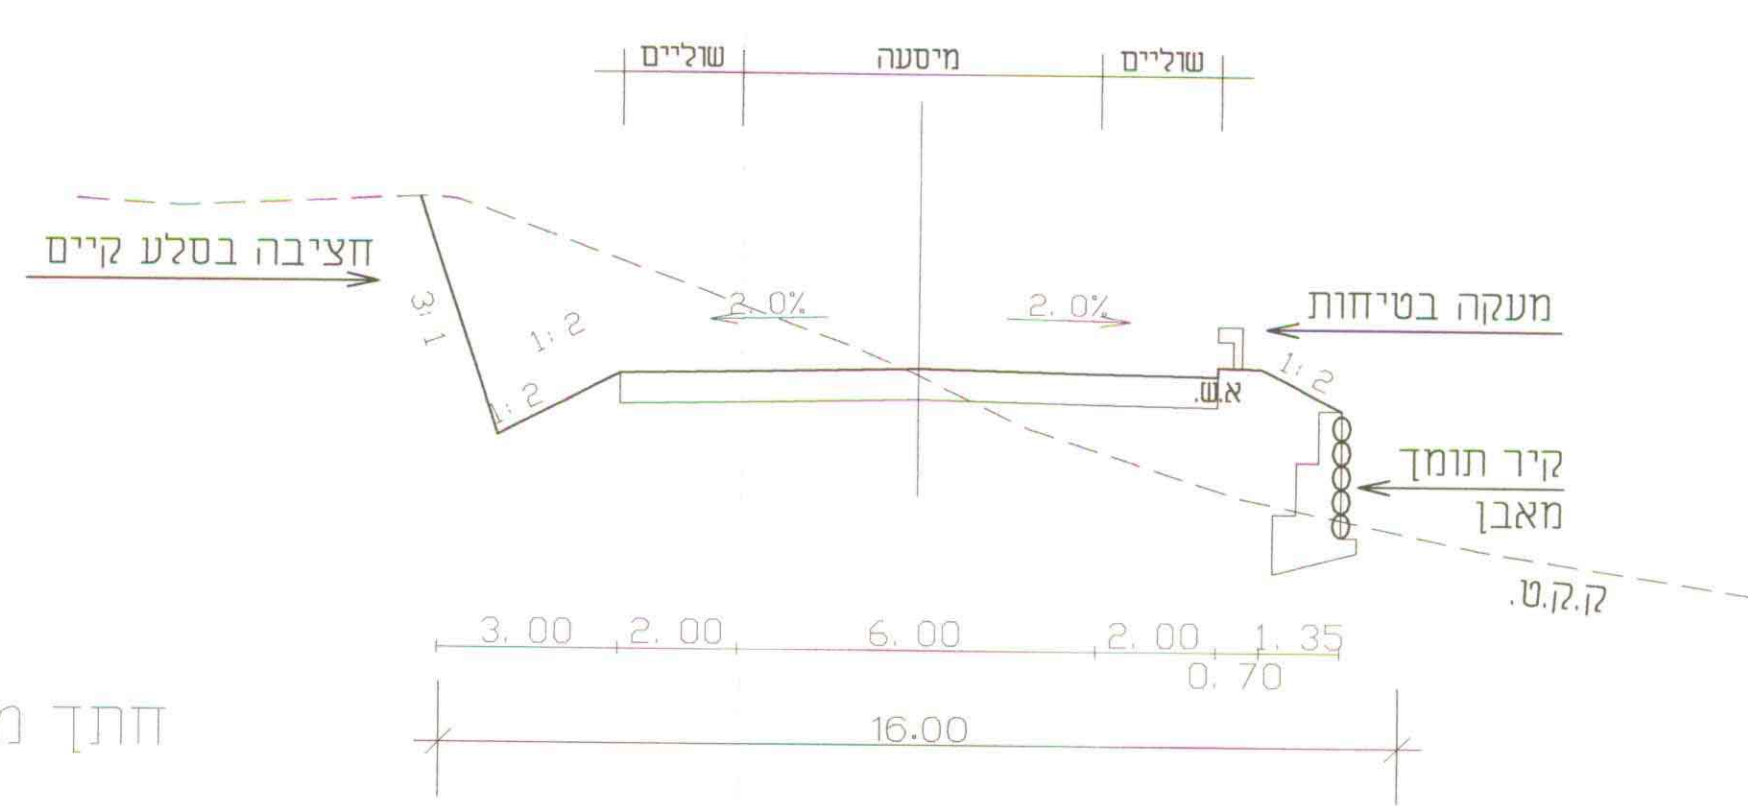 שוליים מיסעה שוליים
חציבה בסלע קיים
3:1
1:2
1:2
2.0%
2.0%
מעקה בטיחות
1:2
א.ש.
קיר תומך
מאבן
ק.ק.ט.
3.00 2.00 6.00 2.00 1.35
0.70
16.00
חתך